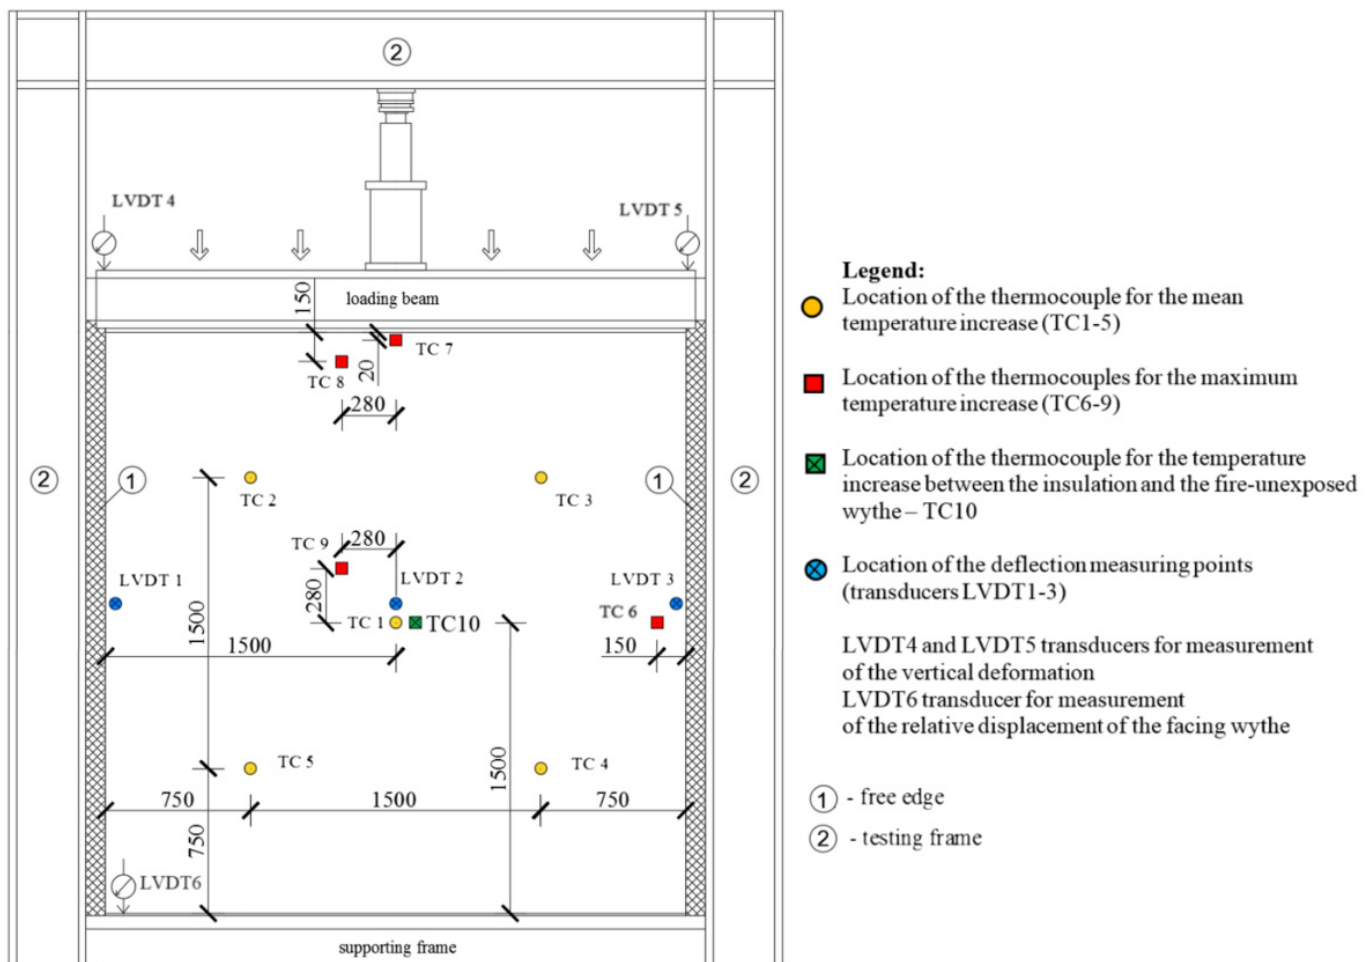 2
LVDT 4
LVDT 5
150
loading beam
TC 7
TC 8
20
280
2
1
1
2
TC 2
TC 3
TC 9
280
LVDT 1
LVDT 2
LVDT 3
280
TC 1
TC10
TC 6
1500
1500
150
TC 5
TC 4
1500
750
1500
750
750
LVDT6
supporting frame
Legend:
Location of the thermocouple for the mean
temperature increase (TC1-5)
Location of the thermocouples for the maximum
temperature increase (TC6-9)
Location of the thermocouple for the temperature
increase between the insulation and the fire-unexposed
wythe – TC10
Location of the deflection measuring points
(transducers LVDT1-3)
LVDT4 and LVDT5 transducers for measurement
of the vertical deformation
LVDT6 transducer for measurement
of the relative displacement of the facing wythe
1 - free edge
2 - testing frame